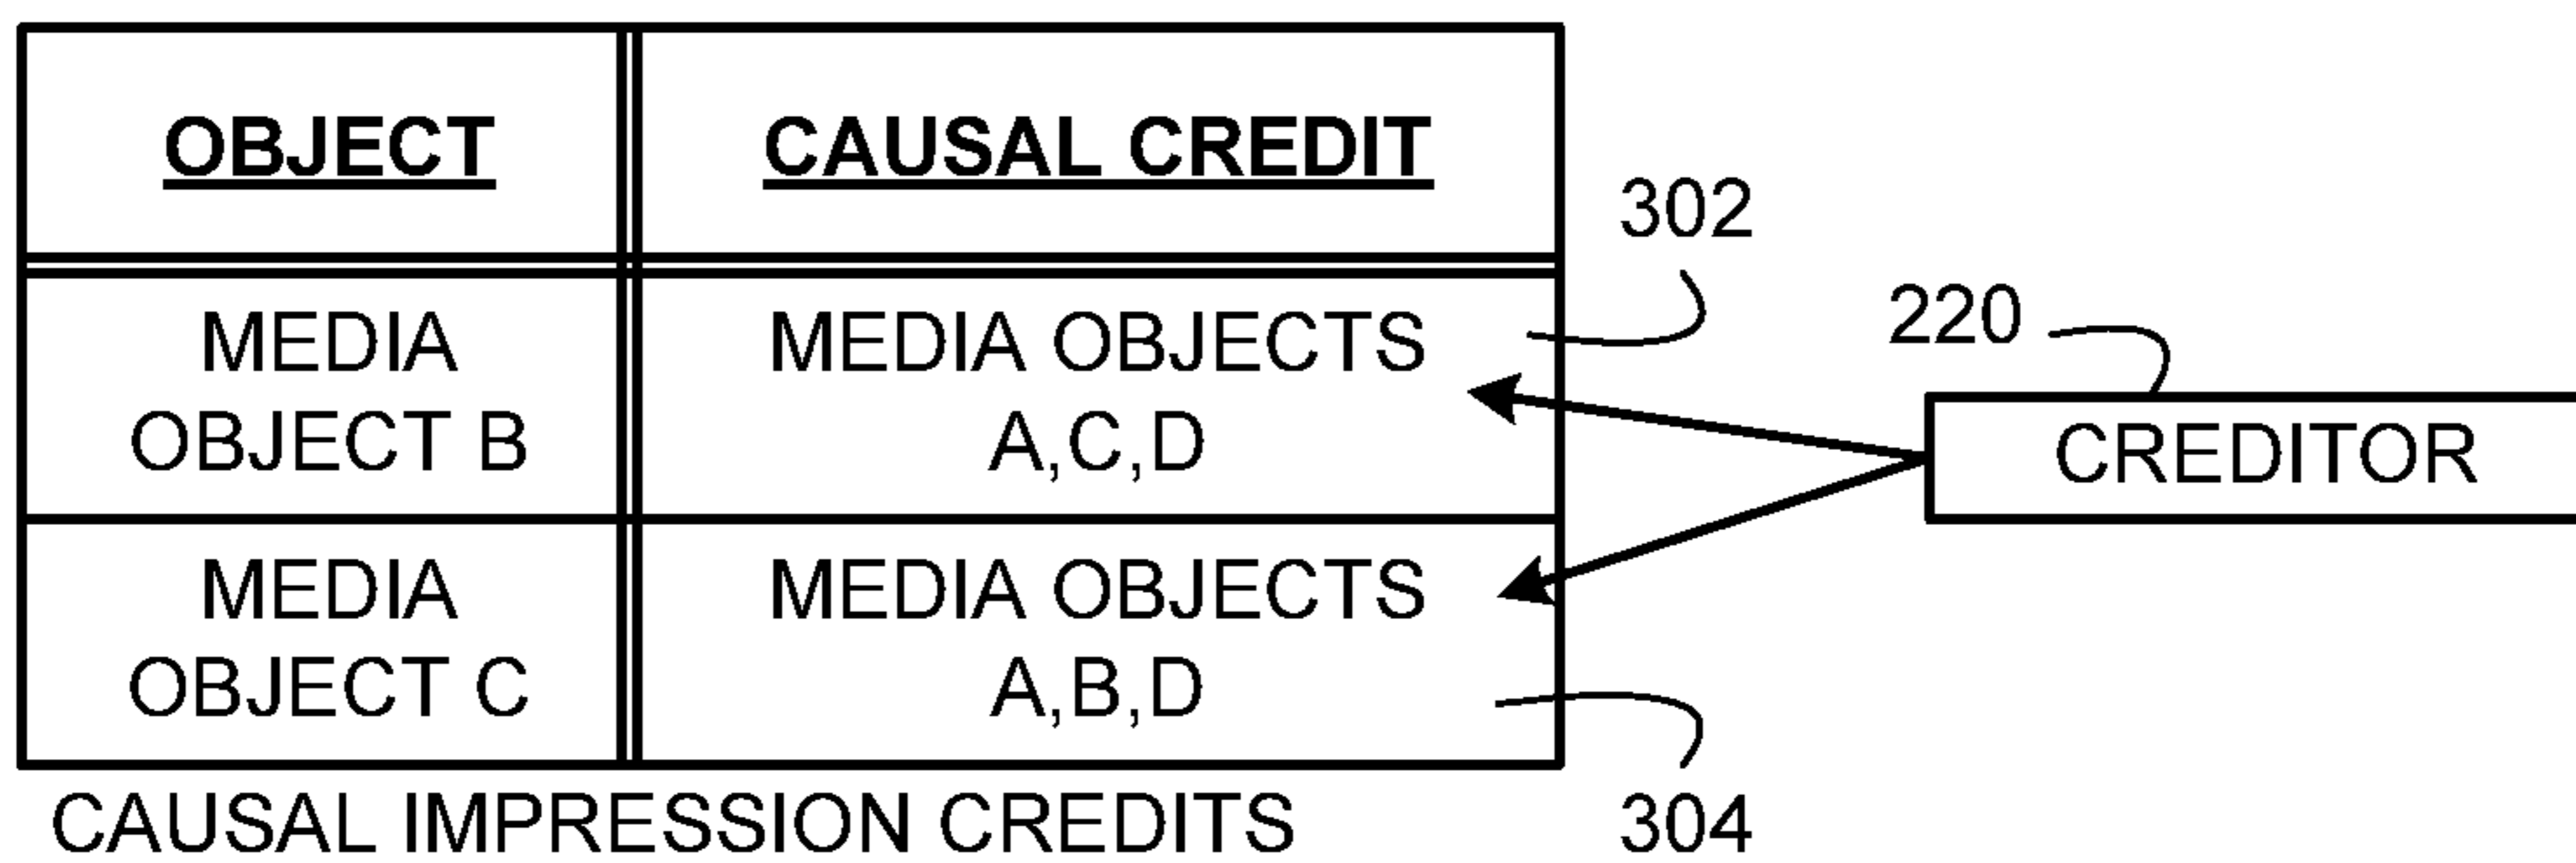 OBJECT CAUSAL CREDIT
302
MEDIA OBJECT B
MEDIA OBJECTS A,C,D
220
CREDITOR
MEDIA OBJECT C
MEDIA OBJECTS A,B,D
CAUSAL IMPRESSION CREDITS
304